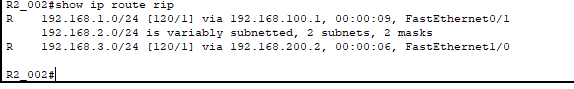 R2_002#show ip route rip
R    192.168.1.0/24 [120/1] via 192.168.100.1, 00:00:09, FastEthernet0/1
     192.168.2.0/24 is variably subnetted, 2 subnets, 2 masks
R    192.168.3.0/24 [120/1] via 192.168.200.2, 00:00:06, FastEthernet1/0
R2_002#